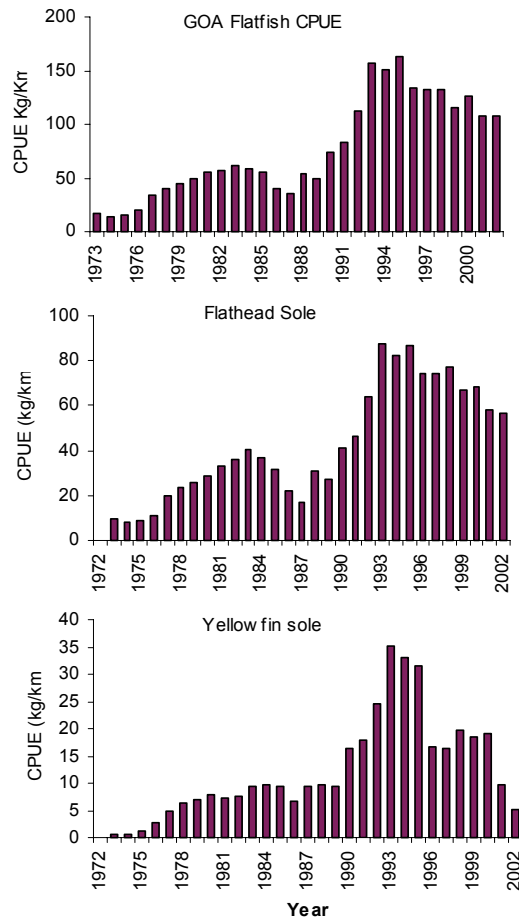 GOA Flatfish CPUE
CPUE Kg/Km
200
150
100
50
0
1973 1976 1979 1982 1985 1988 1991 1994 1997 2000
Flathead Sole
CPUE (kg/km)
100
80
60
40
20
0
1972 1975 1978 1981 1984 1987 1990 1993 1996 1999 2002
Yellow fin sole
CPUE (kg/km)
40
35
30
25
20
15
10
5
0
1972 1975 1978 1981 1984 1987 1990 1993 1996 1999 2002
Year